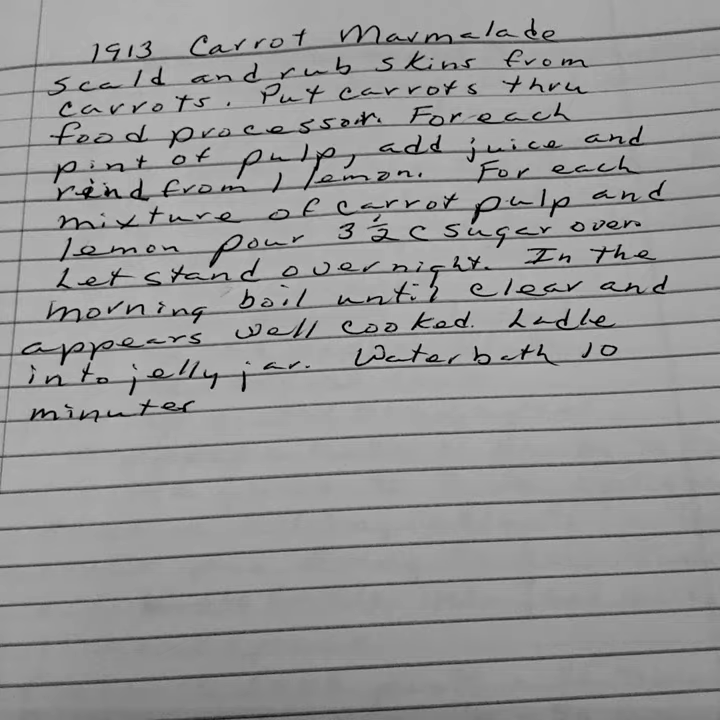 1913 Carrot Marmalade
Scald and rub skins from
carrots. Put carrots thru
food processor. For each
pint of pulp, add juice and
rind from 1 lemon. For each
mixture of carrot pulp and
lemon pour 3 1/2 c sugar over.
Let stand overnight. In the
morning boil until clear and
appears well cooked. Ladle
into jelly jar. Water bath 10
minutes